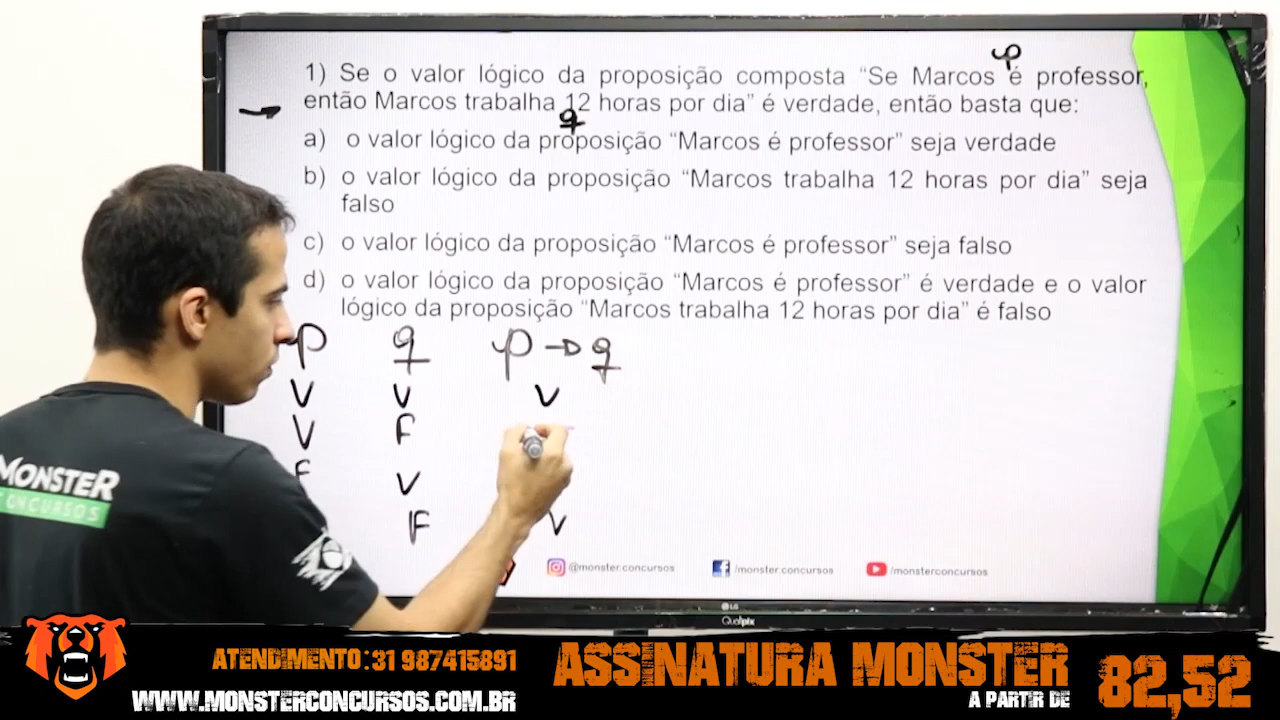 φ
1) Se o valor lógico da proposição composta “Se Marcos é professor,
então Marcos trabalha 12 horas por dia” é verdade, então basta que:
q
a) o valor lógico da proposição “Marcos é professor” seja verdade
b) o valor lógico da proposição “Marcos trabalha 12 horas por dia” seja
falso
c) o valor lógico da proposição “Marcos é professor” seja falso
d) o valor lógico da proposição “Marcos é professor” é verdade e o valor
lógico da proposição “Marcos trabalha 12 horas por dia” é falso
p q p → q
V V V
V F
F V
F V
MONSTER
CONCURSOS
@monster.concursos /monster.concursos /monsterconcursos
LG
Qualipix
ATENDIMENTO: 31 987415891
WWW.MONSTERCONCURSOS.COM.BR
ASSINATURA MONSTER
A PARTIR DE
82,52